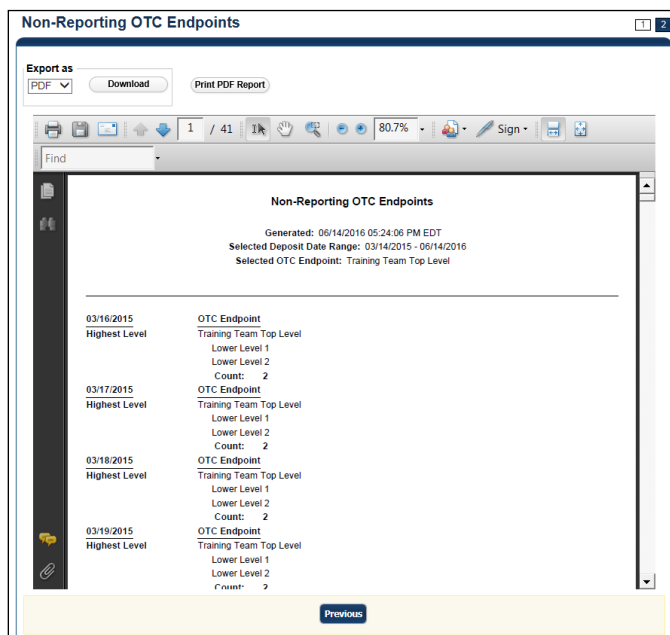 Non-Reporting OTC Endpoints
1 2
Export as
PDF Download Print PDF Report
1 / 41 80.7% Sign
Find
Non-Reporting OTC Endpoints
Generated: 06/14/2016 05:24:06 PM EDT
Selected Deposit Date Range: 03/14/2015 - 06/14/2016
Selected OTC Endpoint: Training Team Top Level
03/16/2015 OTC Endpoint
Highest Level Training Team Top Level
Lower Level 1
Lower Level 2
Count: 2
03/17/2015 OTC Endpoint
Highest Level Training Team Top Level
Lower Level 1
Lower Level 2
Count: 2
03/18/2015 OTC Endpoint
Highest Level Training Team Top Level
Lower Level 1
Lower Level 2
Count: 2
03/19/2015 OTC Endpoint
Highest Level Training Team Top Level
Lower Level 1
Lower Level 2
Count: 2
Previous